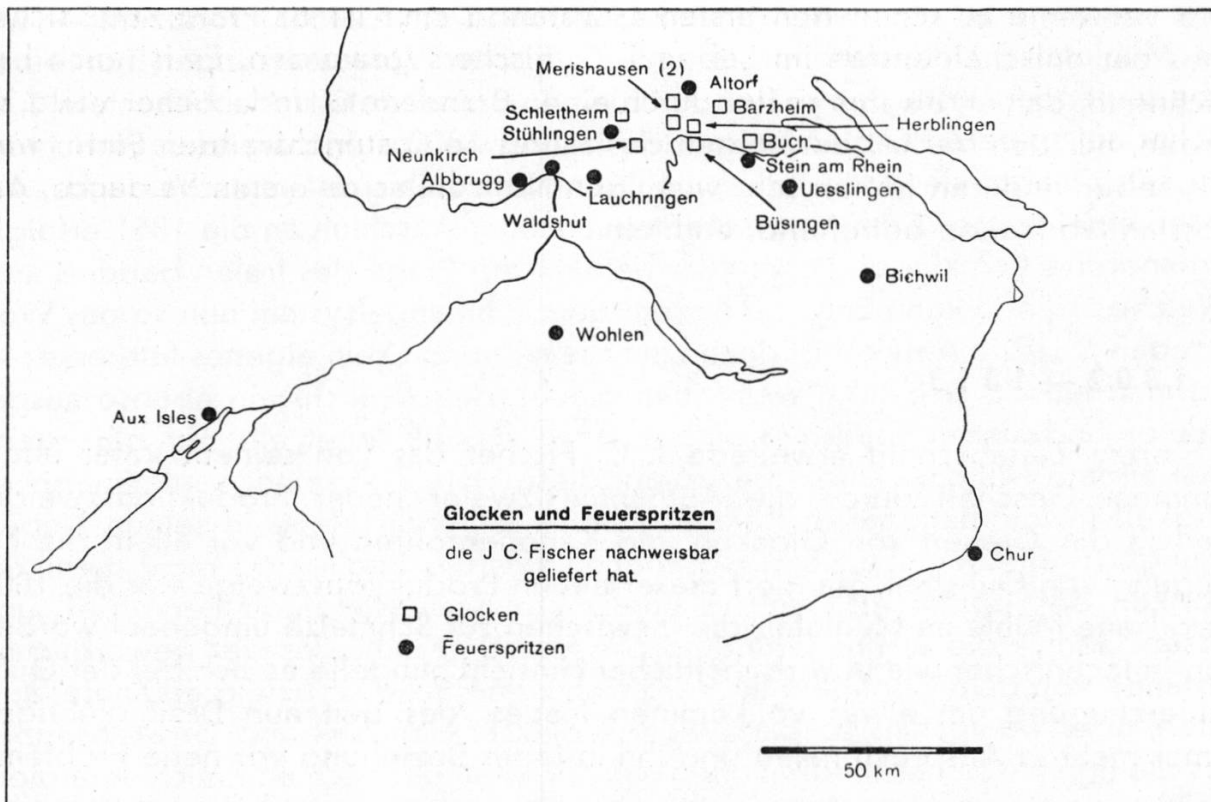 Merishausen (2)
Altorf
Schleitheim
Barzheim
Stühlingen
Herblingen
Neunkirch
Buch
Albbrugg
Stein am Rhein
Lauchringen
Uesslingen
Waldshut
Büsingen
Bichwil
Wohlen
Aux Isles
Glocken und Feuerspritzen
die J C. Fischer nachweisbar
geliefert hat.
Chur
Glocken
Feuerspritzen
50 km